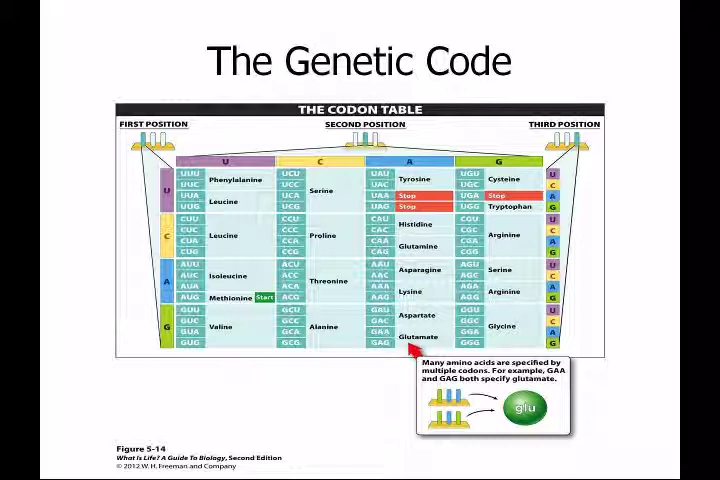 The Genetic Code
THE CODON TABLE
FIRST POSITION SECOND POSITION THIRD POSITION
U C A G
U
UUU Phenylalanine UCU Serine UAU Tyrosine UGU Cysteine U
UUC UCC UAC UGC C
UUA Leucine UCA UAA Stop UGA Stop A
UUG UCG UAG Stop UGG Tryptophan G
C
CUU Leucine CCU Proline CAU Histidine CGU Arginine U
CUC CCC CAC CGC C
CUA CCA CAA Glutamine CGA A
CUG CCG CAG CGG G
A
AUU Isoleucine ACU Threonine AAU Asparagine AGU Serine U
AUC ACC AAC AGC C
AUA ACA AAA Lysine AGA Arginine A
AUG Methionine Start ACG AAG AGG G
G
GUU Valine GCU Alanine GAU Aspartate GGU Glycine U
GUC GCC GAC GGC C
GUA GCA GAA Glutamate GGA A
GUG GCG GAG GGG G
Many amino acids are specified by
multiple codons. For example, GAA
and GAG both specify glutamate.
glu
Figure 5-14
What Is Life? A Guide To Biology, Second Edition
© 2012 W. H. Freeman and Company